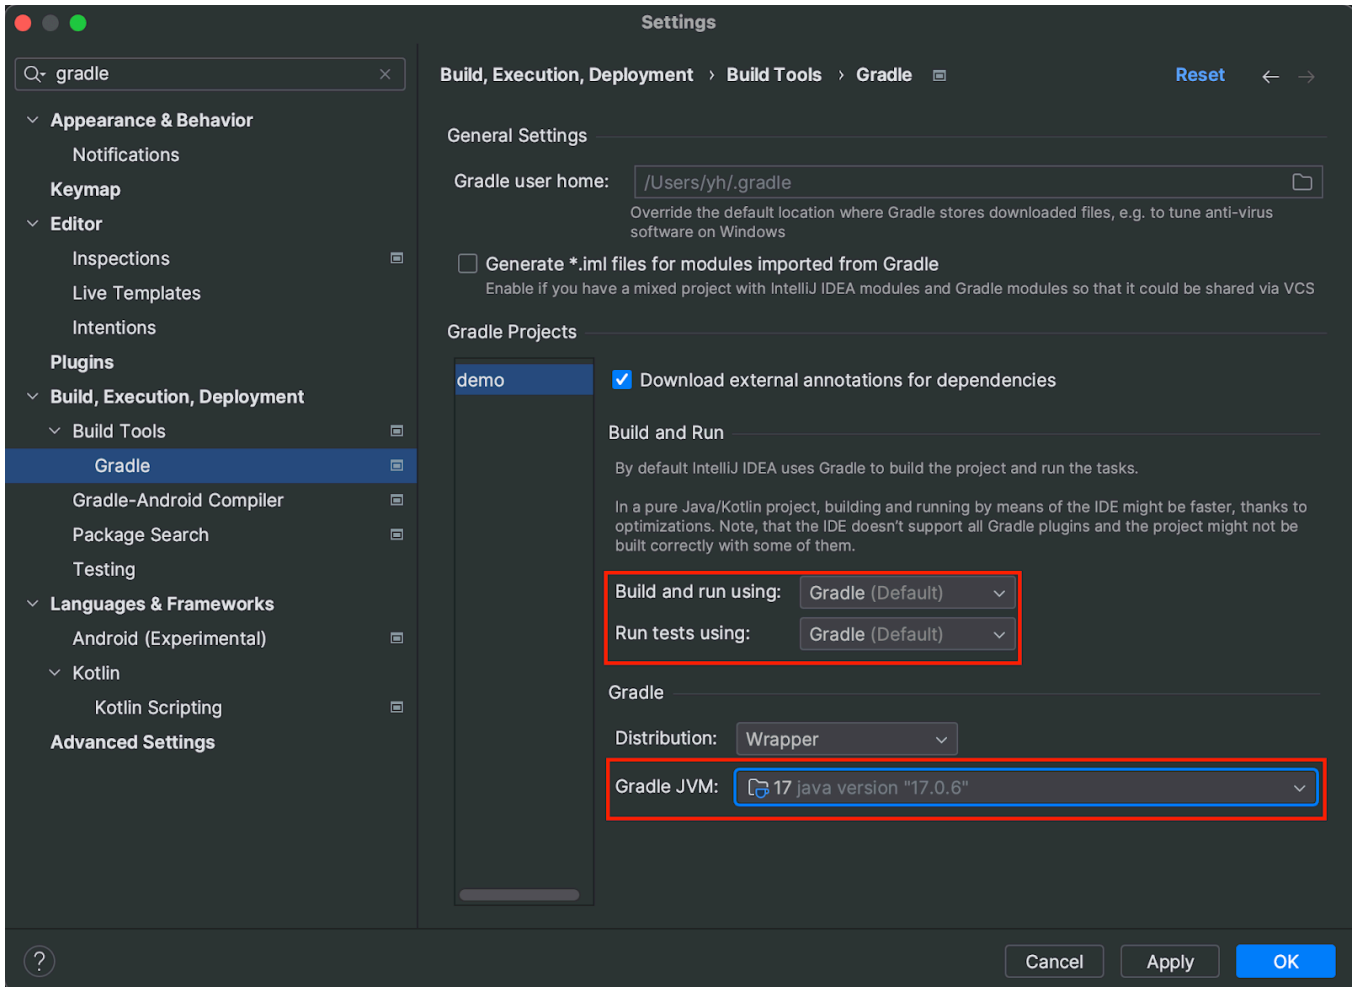 Settings
gradle
Appearance & Behavior
Notifications
Keymap
Editor
Inspections
Live Templates
Intentions
Plugins
Build, Execution, Deployment
Build Tools
Gradle
Gradle-Android Compiler
Package Search
Testing
Languages & Frameworks
Android (Experimental)
Kotlin
Kotlin Scripting
Advanced Settings
Build, Execution, Deployment › Build Tools › Gradle
Reset
General Settings
Gradle user home: /Users/yh/.gradle
Override the default location where Gradle stores downloaded files, e.g. to tune anti-virus
software on Windows
Generate *.iml files for modules imported from Gradle
Enable if you have a mixed project with IntelliJ IDEA modules and Gradle modules so that it could be shared via VCS
Gradle Projects
demo
Download external annotations for dependencies
Build and Run
By default IntelliJ IDEA uses Gradle to build the project and run the tasks.
In a pure Java/Kotlin project, building and running by means of the IDE might be faster, thanks to
optimizations. Note, that the IDE doesn't support all Gradle plugins and the project might not be
built correctly with some of them.
Build and run using: Gradle (Default)
Run tests using: Gradle (Default)
Gradle
Distribution: Wrapper
Gradle JVM: 17 java version "17.0.6"
?
Cancel
Apply
OK